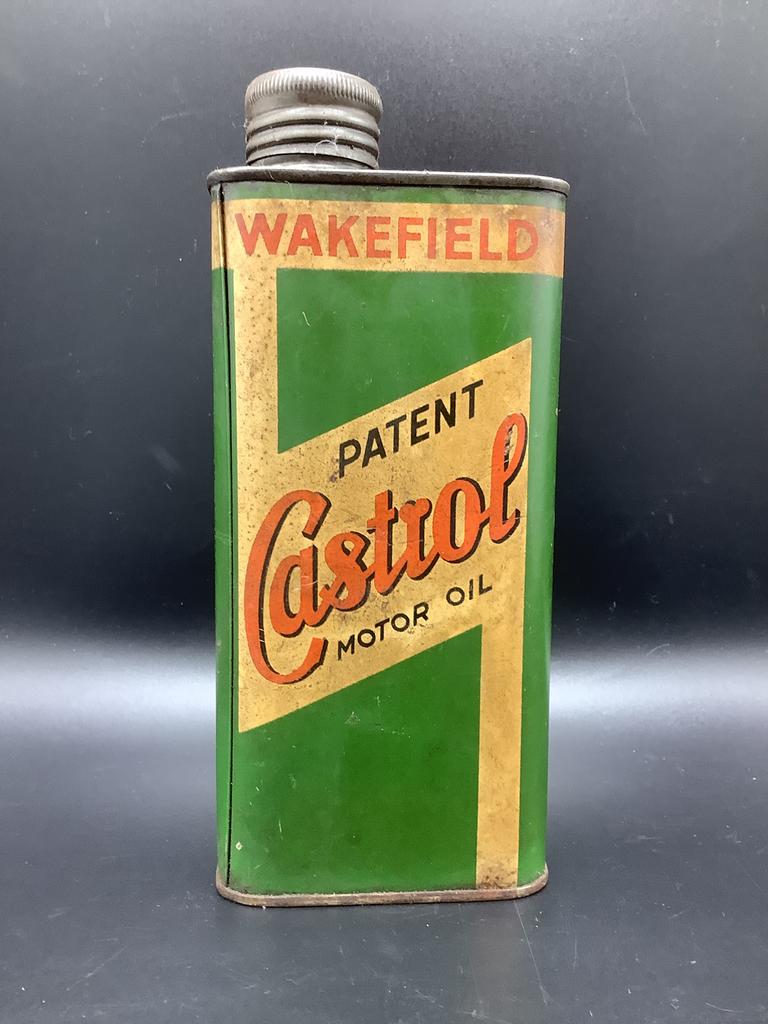 WAKEFIELD
PATENT
Castrol
MOTOR OIL